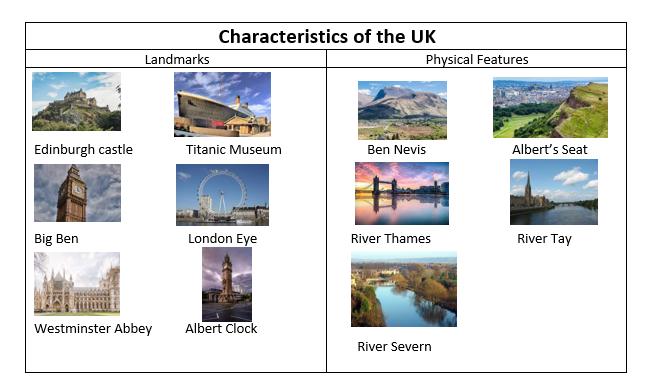 Characteristics of the UK
Landmarks
Physical Features
Edinburgh castle
Titanic Museum
Big Ben
London Eye
Westminster Abbey
Albert Clock
Ben Nevis
Albert's Seat
River Thames
River Tay
River Severn